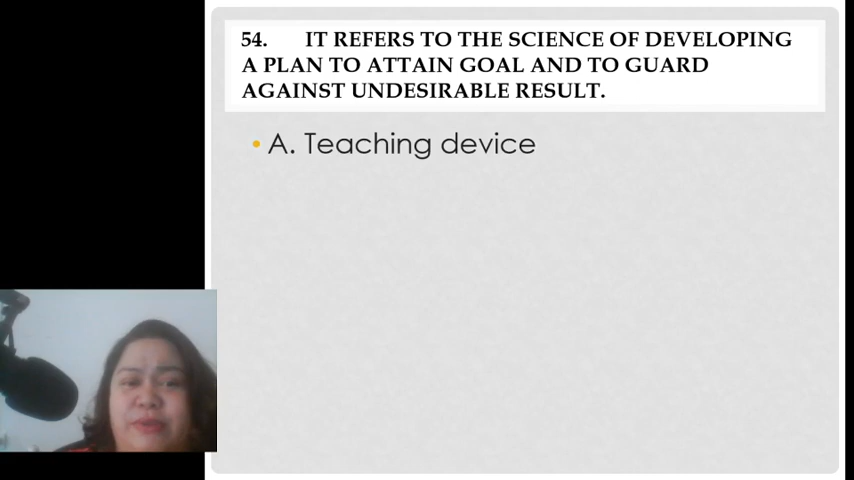 54. IT REFERS TO THE SCIENCE OF DEVELOPING
A PLAN TO ATTAIN GOAL AND TO GUARD
AGAINST UNDESIRABLE RESULT.
• A. Teaching device